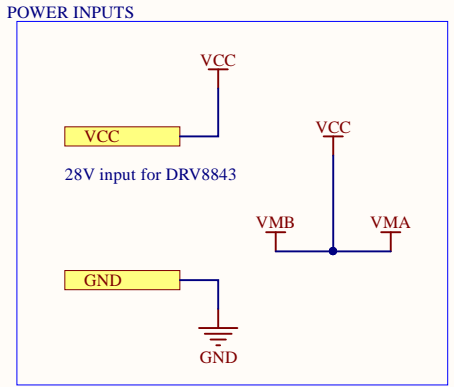 POWER INPUTS
VCC
VCC
VCC
28V input for DRV8843
VMB
VMA
GND
GND